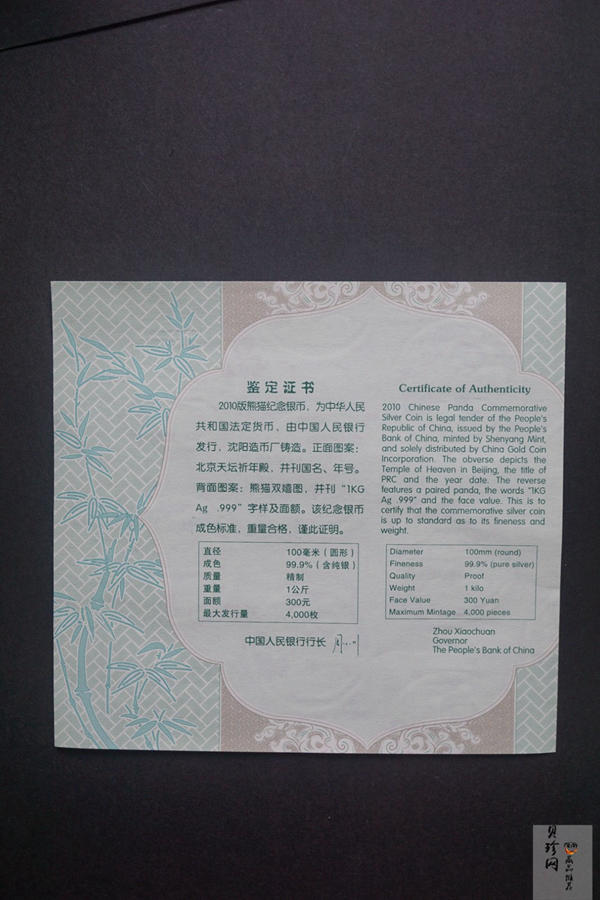 鉴定证书
2010版熊猫纪念银币，为中华人民
共和国法定货币，由中国人民银行
发行，沈阳造币厂铸造。正面图案：
北京天坛祈年殿，并刊国名、年号。
背面图案：熊猫双嬉图，并刊“1KG
Ag .999”字样及面额。该纪念银币
成色标准，重量合格，谨此证明。
直径 100毫米（圆形）
成色 99.9%（含纯银）
质量 精制
重量 1公斤
面额 300元
最大发行量 4,000枚
中国人民银行行长
Certificate of Authenticity
2010 Chinese Panda Commemorative
Silver Coin is legal tender of the People's
Republic of China, issued by the People's
Bank of China, minted by Shenyang Mint,
and solely distributed by China Gold Coin
Incorporation. The obverse depicts the
Temple of Heaven in Beijing, the title of
PRC and the year date. The reverse
features a paired panda, the words "1KG
Ag .999" and the face value. This is to
certify that the commemorative silver coin
is up to standard as to its fineness and
weight.
Diameter 100mm (round)
Fineness 99.9% (pure silver)
Quality Proof
Weight 1 kilo
Face Value 300 Yuan
Maximum Mintage 4,000 pieces
Zhou Xiaochuan
Governor
The People's Bank of China
贝珍网
藏品推荐